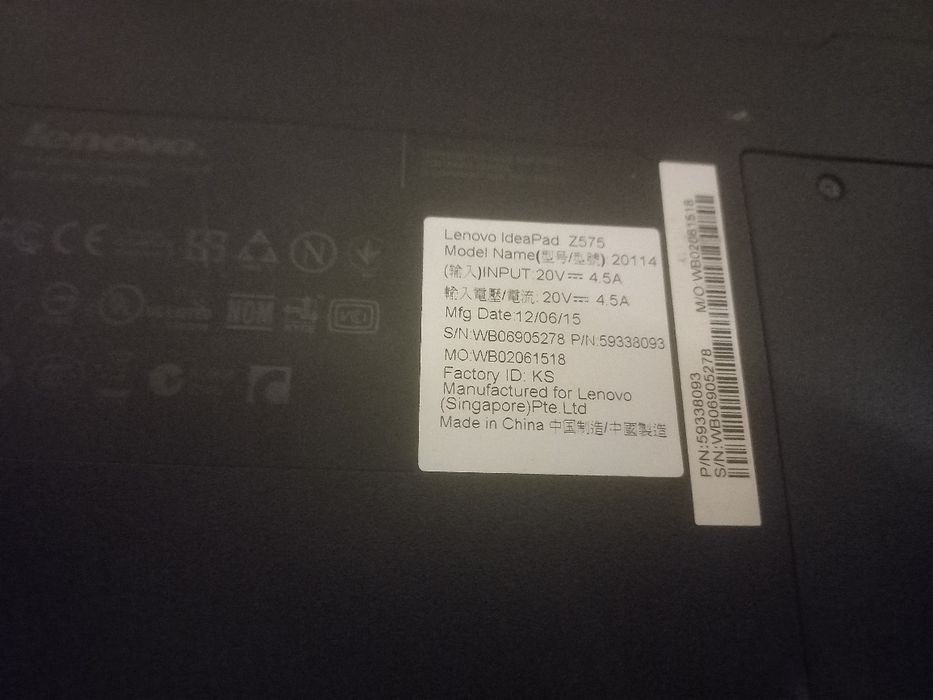 lenovo
Lenovo IdeaPad Z575
Model Name(型号/型號): 20114
(輸入)INPUT:20V⎓ 4.5A
輸入電壓/電流: 20V⎓ 4.5A
Mfg Date:12/06/15
S/N:WB06905278 P/N:59338093
MO:WB02061518
Factory ID: KS
Manufactured for Lenovo
(Singapore)Pte.Ltd
Made in China 中国制造/中國製造
P/N:59338093
S/N:WB06905278
M/O WB02061518